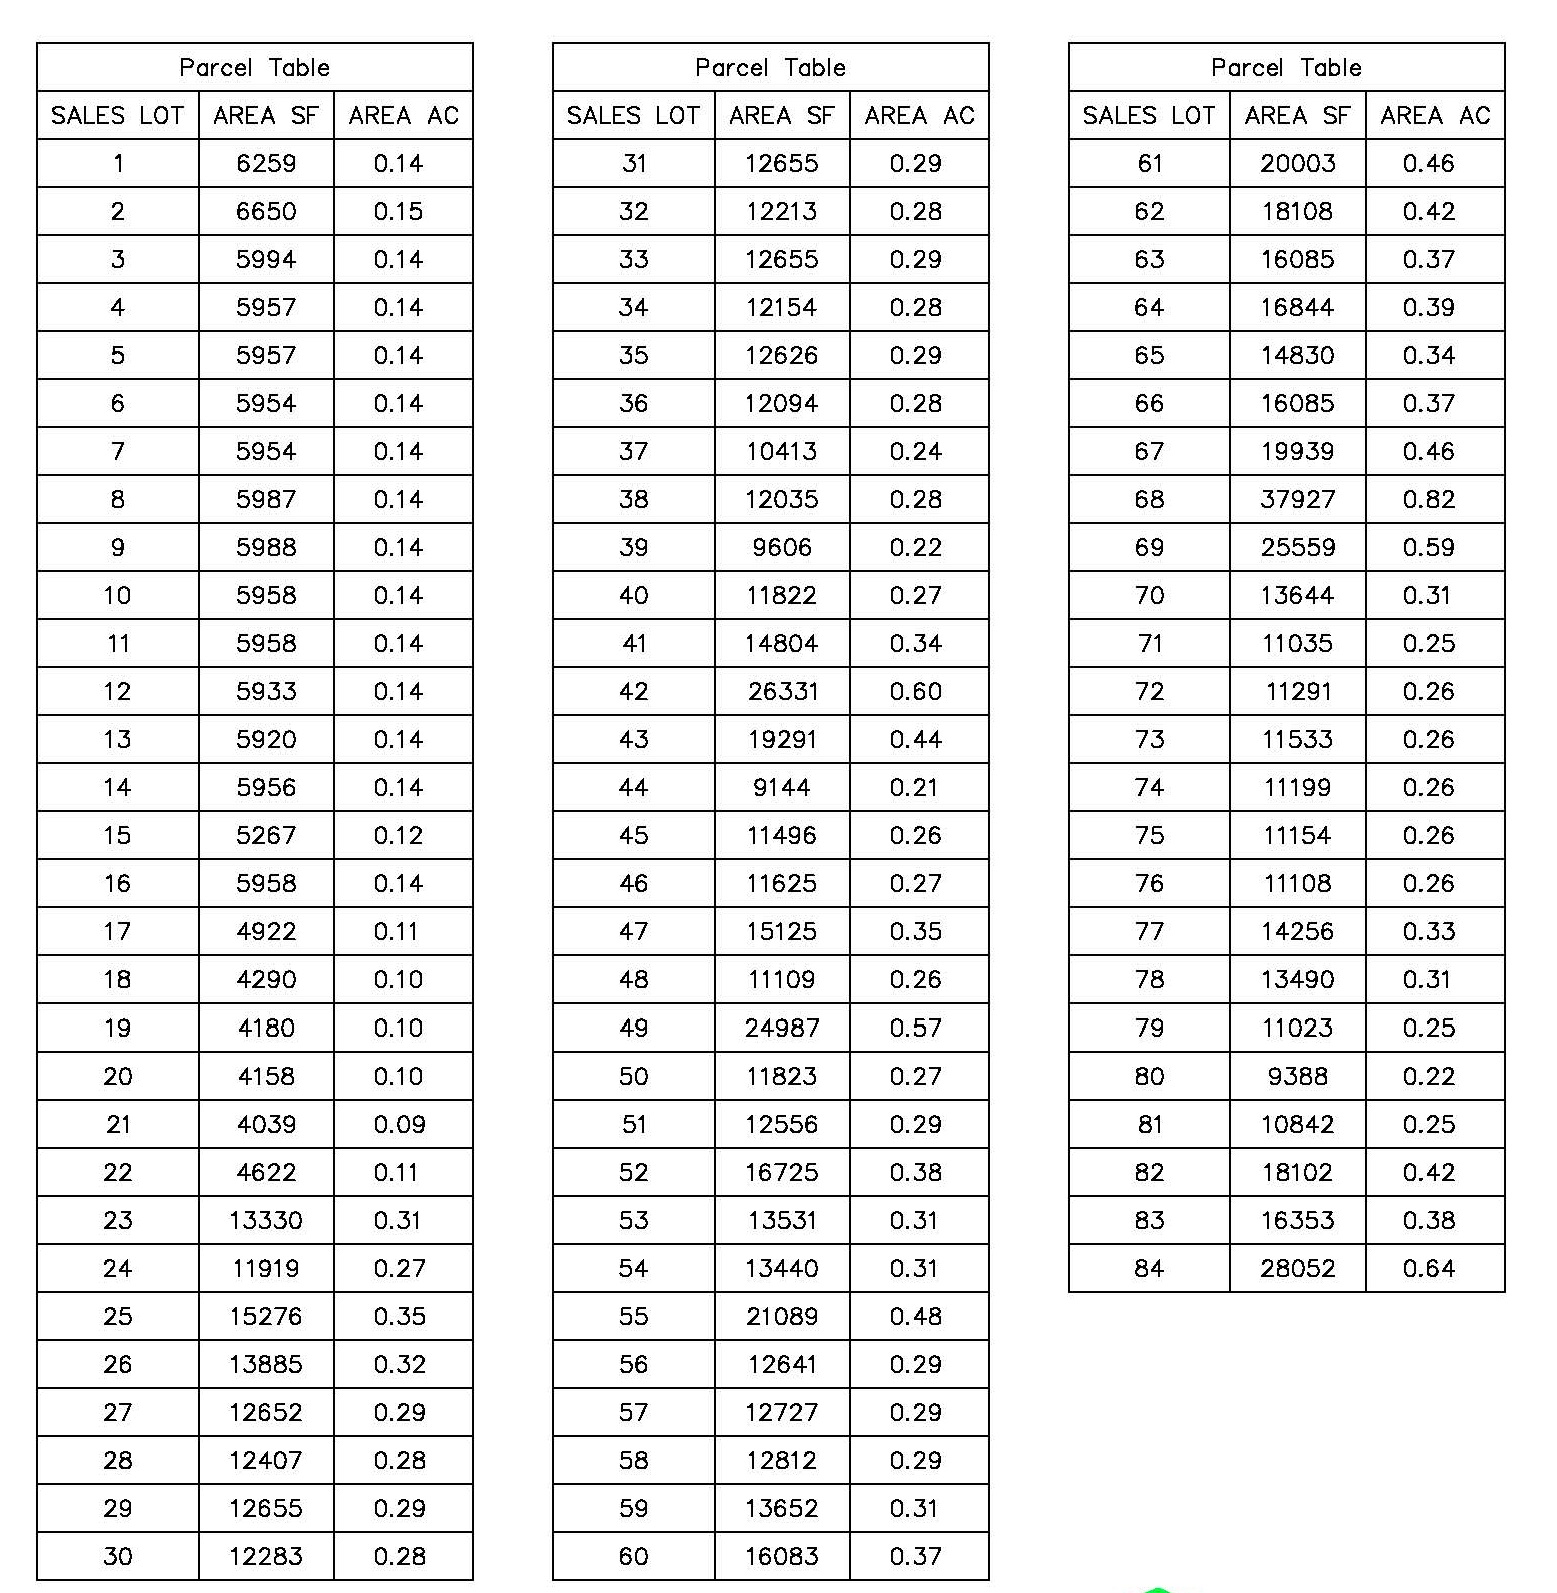 Parcel Table
SALES LOT AREA SF AREA AC
1 6259 0.14
2 6650 0.15
3 5994 0.14
4 5957 0.14
5 5957 0.14
6 5954 0.14
7 5954 0.14
8 5987 0.14
9 5988 0.14
10 5958 0.14
11 5958 0.14
12 5933 0.14
13 5920 0.14
14 5956 0.14
15 5267 0.12
16 5958 0.14
17 4922 0.11
18 4290 0.10
19 4180 0.10
20 4158 0.10
21 4039 0.09
22 4622 0.11
23 13330 0.31
24 11919 0.27
25 15276 0.35
26 13885 0.32
27 12652 0.29
28 12407 0.28
29 12655 0.29
30 12283 0.28
Parcel Table
SALES LOT AREA SF AREA AC
31 12655 0.29
32 12213 0.28
33 12655 0.29
34 12154 0.28
35 12626 0.29
36 12094 0.28
37 10413 0.24
38 12035 0.28
39 9606 0.22
40 11822 0.27
41 14804 0.34
42 26331 0.60
43 19291 0.44
44 9144 0.21
45 11496 0.26
46 11625 0.27
47 15125 0.35
48 11109 0.26
49 24987 0.57
50 11823 0.27
51 12556 0.29
52 16725 0.38
53 13531 0.31
54 13440 0.31
55 21089 0.48
56 12641 0.29
57 12727 0.29
58 12812 0.29
59 13652 0.31
60 16083 0.37
Parcel Table
SALES LOT AREA SF AREA AC
61 20003 0.46
62 18108 0.42
63 16085 0.37
64 16844 0.39
65 14830 0.34
66 16085 0.37
67 19939 0.46
68 37927 0.82
69 25559 0.59
70 13644 0.31
71 11035 0.25
72 11291 0.26
73 11533 0.26
74 11199 0.26
75 11154 0.26
76 11108 0.26
77 14256 0.33
78 13490 0.31
79 11023 0.25
80 9388 0.22
81 10842 0.25
82 18102 0.42
83 16353 0.38
84 28052 0.64